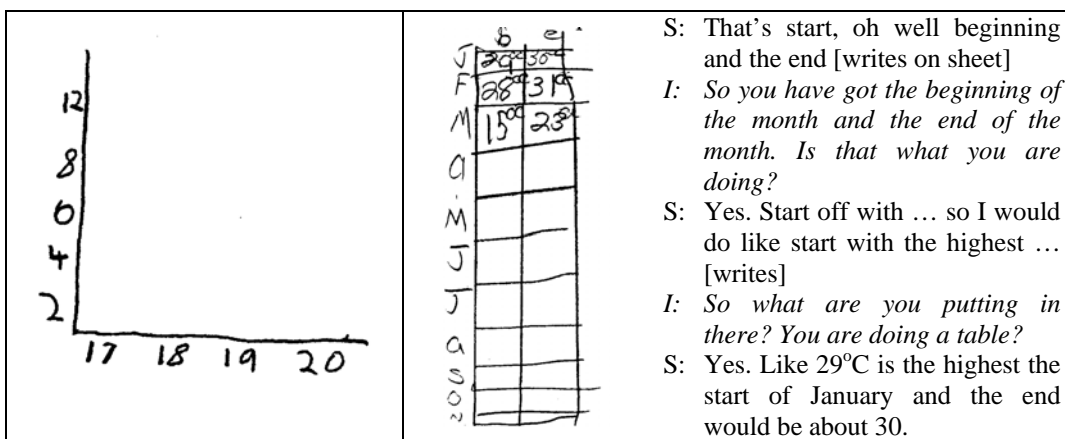 12
8
6
4
2
17 18 19 20
b e
J 29°C 30°C
F 28°C 31°C
M 15°C 23°C
a
M
J
J
a
S
O
N
S: That’s start, oh well beginning
and the end [writes on sheet]
I: So you have got the beginning of
the month and the end of the
month. Is that what you are
doing?
S: Yes. Start off with … so I would
do like start with the highest …
[writes]
I: So what are you putting in
there? You are doing a table?
S: Yes. Like 29°C is the highest the
start of January and the end
would be about 30.